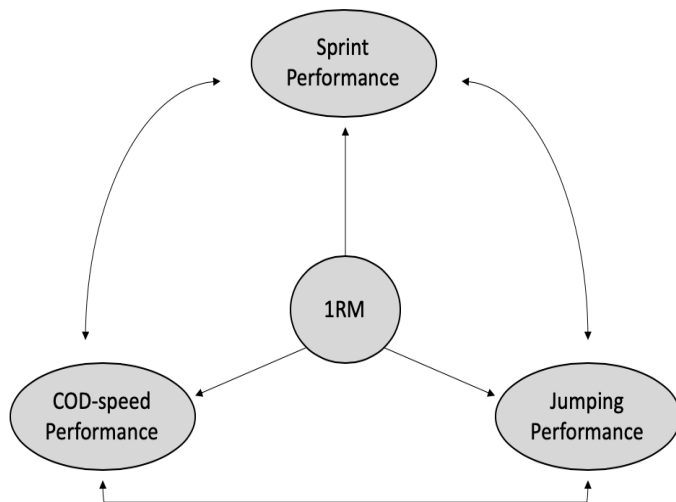 Sprint
Performance
1RM
COD-speed
Performance
Jumping
Performance